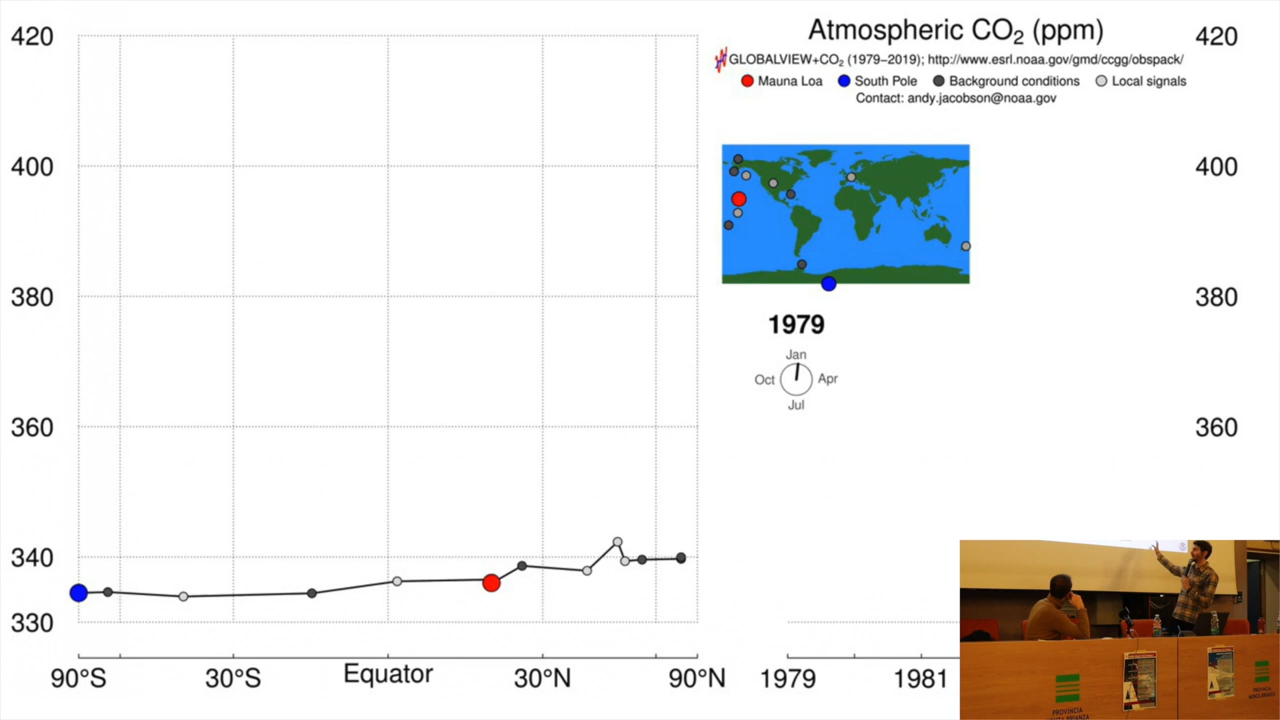 Atmospheric CO₂ (ppm)
GLOBALVIEW+CO₂ (1979−2019); http://www.esrl.noaa.gov/gmd/ccgg/obspack/
Mauna Loa South Pole Background conditions Local signals
Contact: andy.jacobson@noaa.gov
420
400
380
360
340
330
90°S 30°S Equator 30°N 90°N
1979
Jan
Oct Apr
Jul
420
400
380
360
1979 1981
PROVINCIA
PROVINCIA